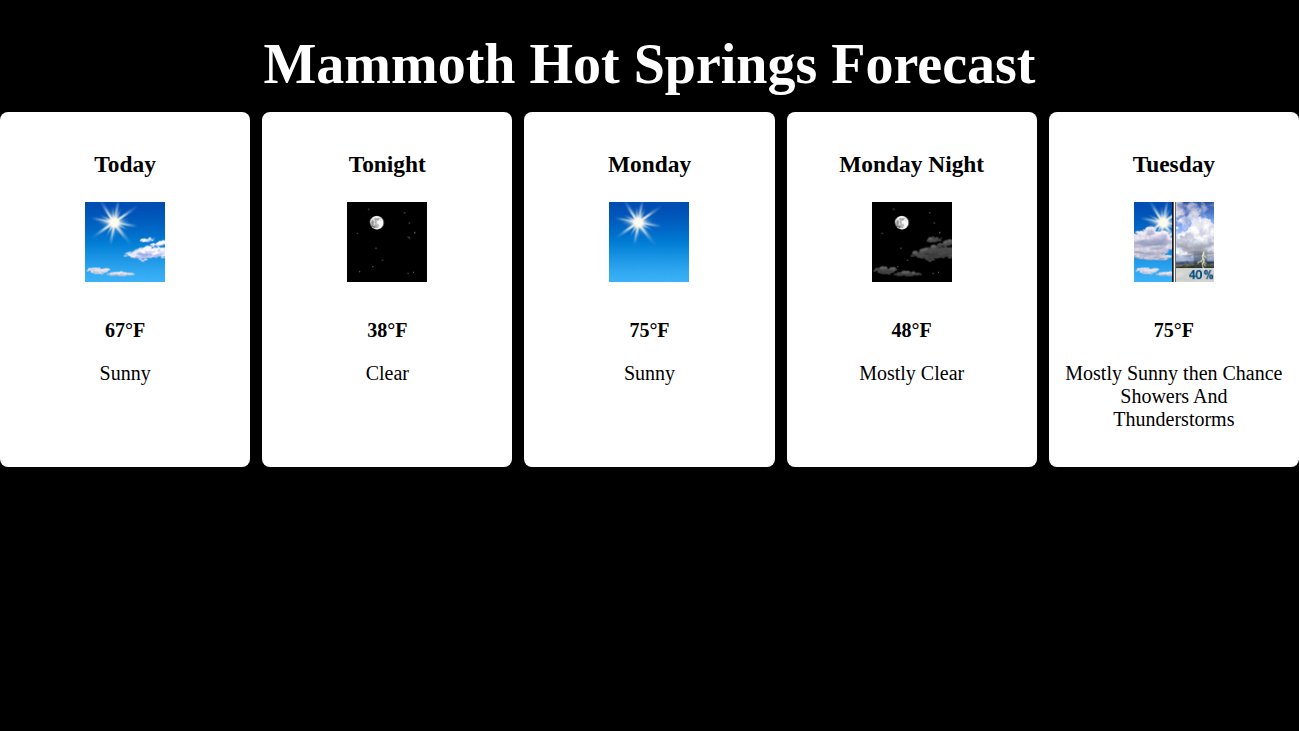 Mammoth Hot Springs Forecast
Today
67°F
Sunny
Tonight
38°F
Clear
Monday
75°F
Sunny
Monday Night
48°F
Mostly Clear
Tuesday
40%
75°F
Mostly Sunny then Chance
Showers And
Thunderstorms